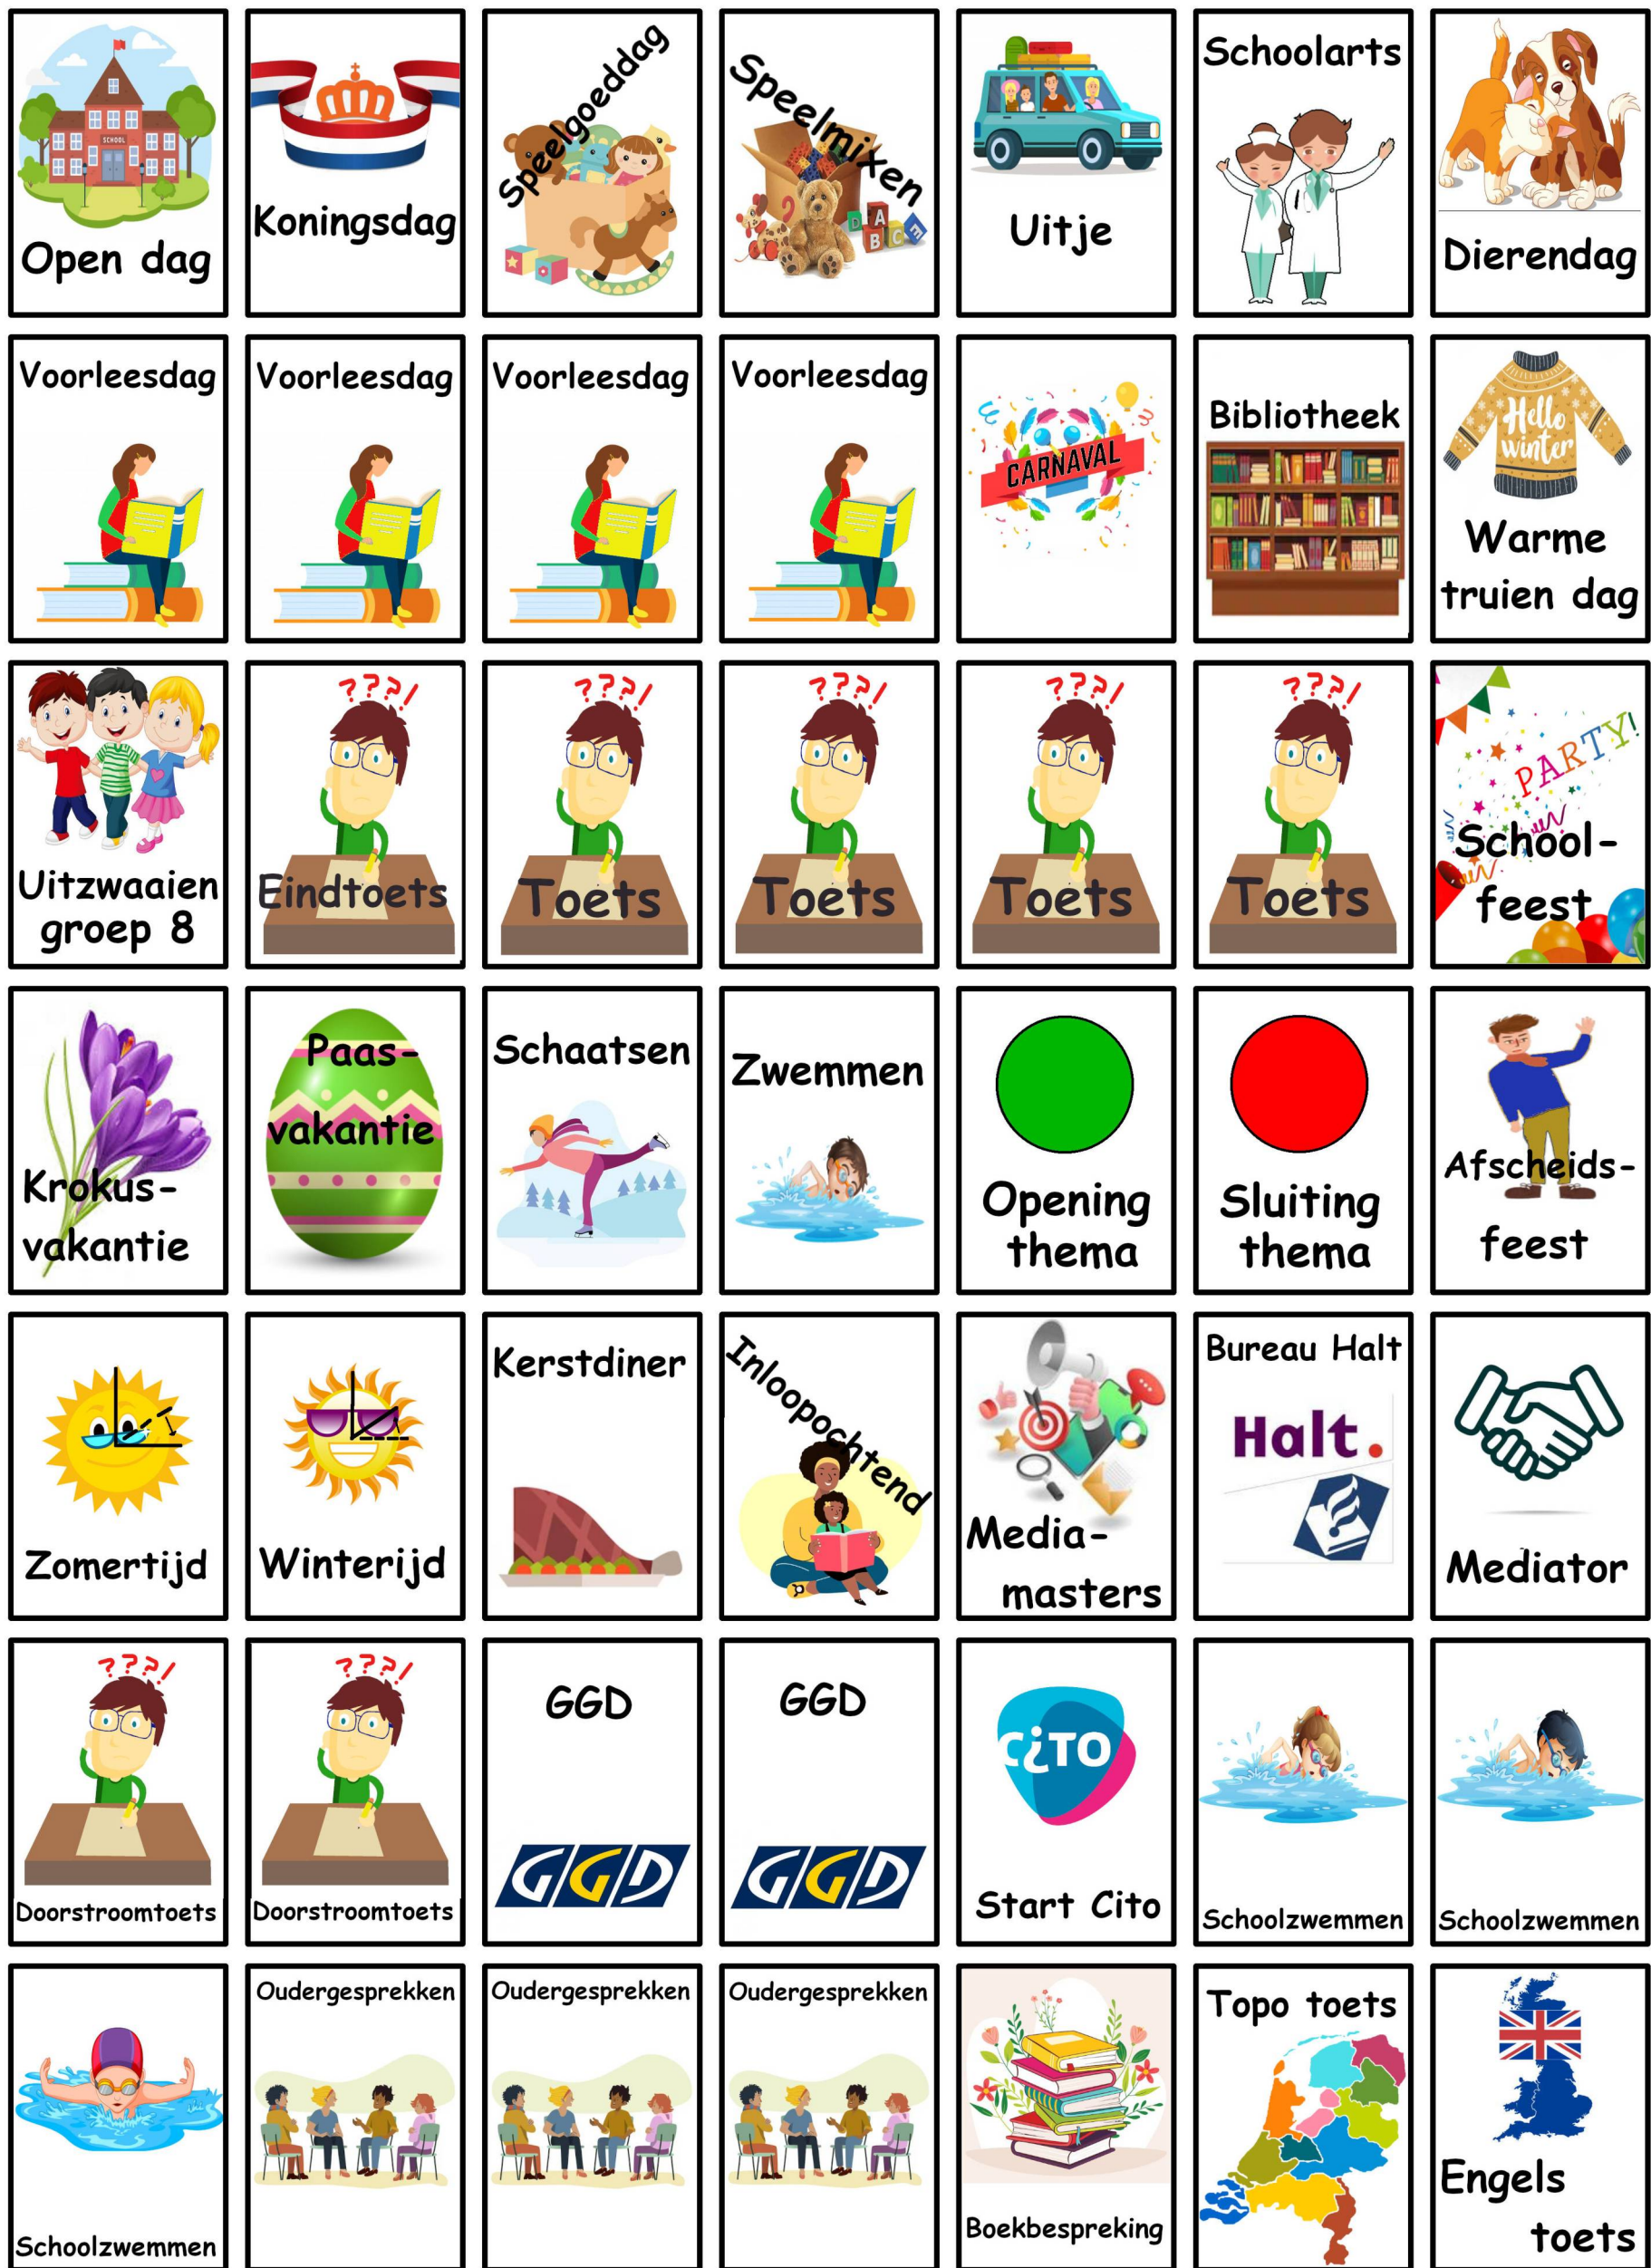 SCHOOL
Open dag
Koningsdag
Speelgoeddag
Speelmixen
D A
B C E
Uitje
Schoolarts
Dierendag
Voorleesdag
Voorleesdag
Voorleesdag
Voorleesdag
CARNAVAL
Bibliotheek
Hello
winter
Warme
truien dag
Uitzwaaien
groep 8
???!
Eindtoets
???!
Toets
???!
Toets
???!
Toets
???!
Toets
PARTY!
School-
feest
Krokus-
vakantie
Paas-
vakantie
Schaatsen
Zwemmen
Opening
thema
Sluiting
thema
Afscheids-
feest
Zomertijd
Winterijd
Kerstdiner
Inloopochtend
Media-
masters
Bureau Halt
Halt.
Mediator
???!
Doorstroomtoets
???!
Doorstroomtoets
GGD
GGD
GGD
GGD
CiTO
Start Cito
Schoolzwemmen
Schoolzwemmen
Schoolzwemmen
Oudergesprekken
Oudergesprekken
Oudergesprekken
Boekbespreking
Topo toets
Engels
toets